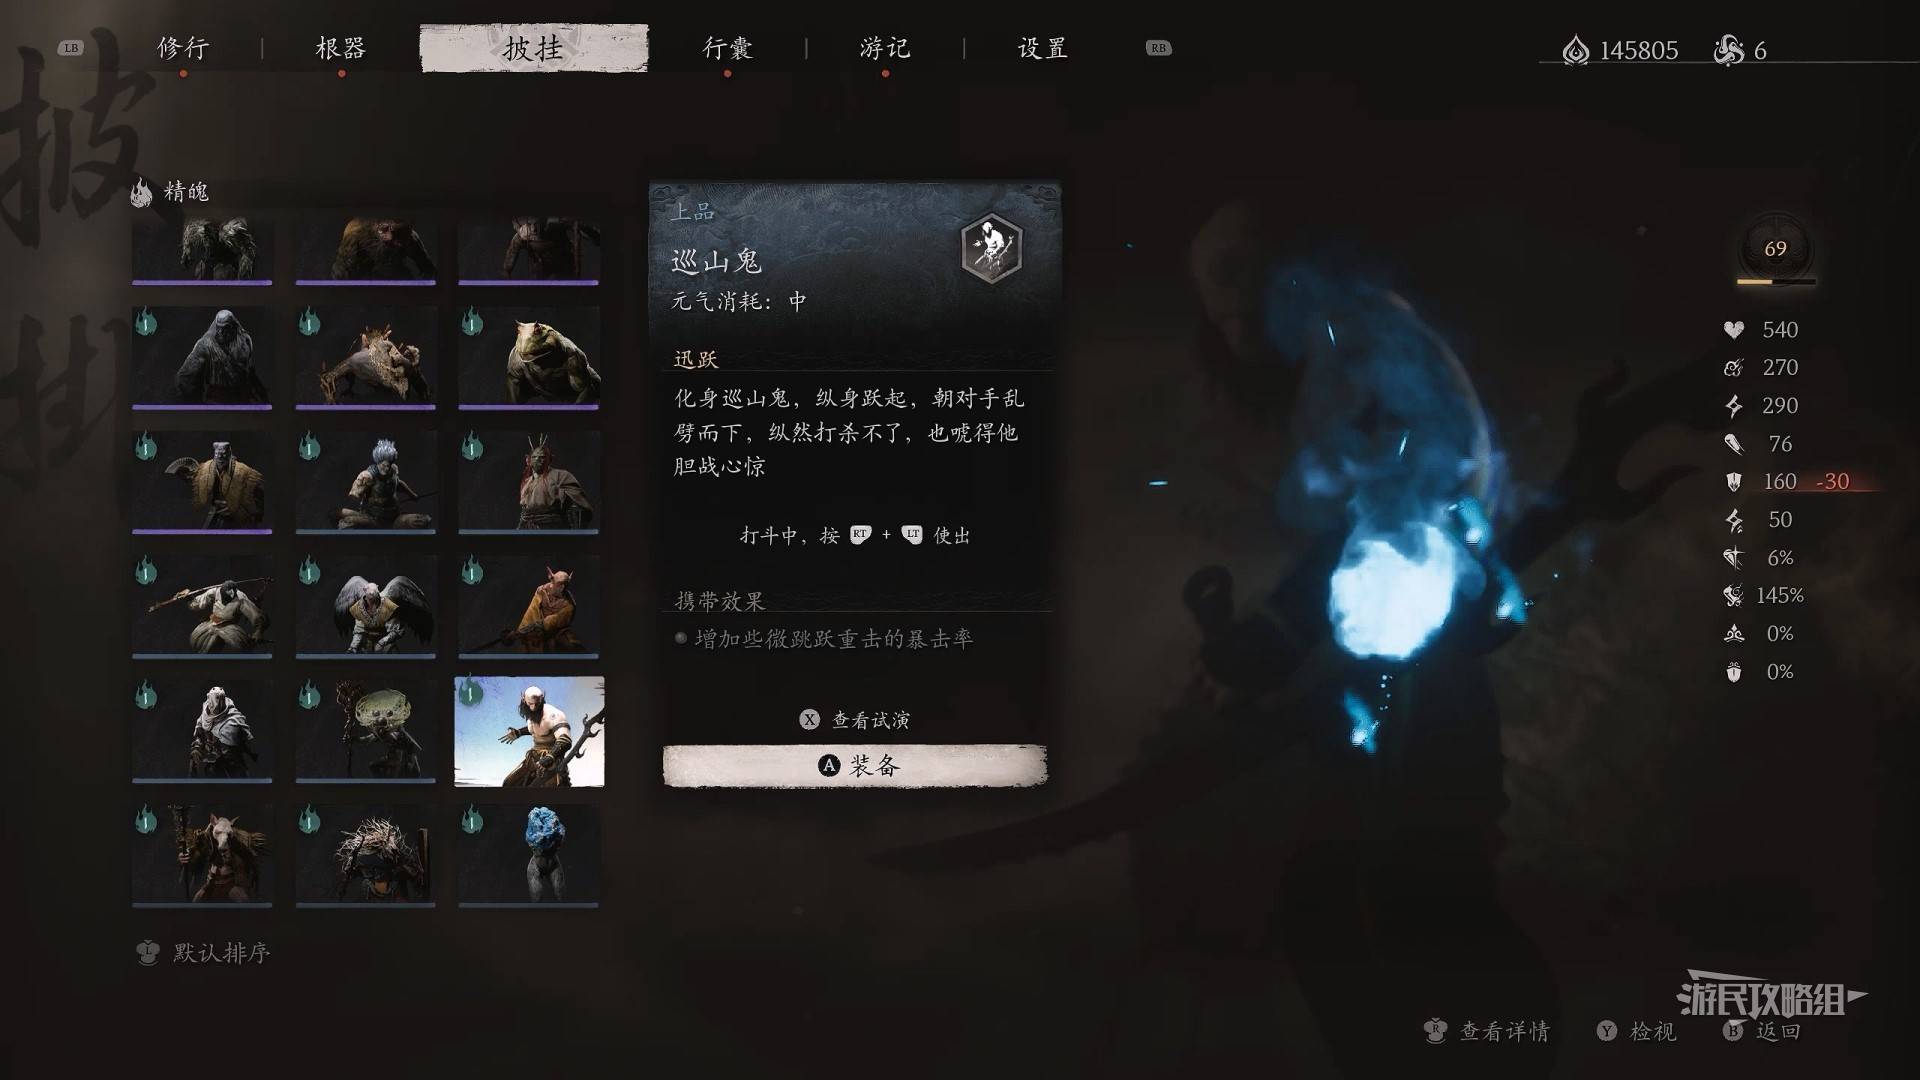 LB 修行 根器 披挂 行囊 游记 设置 RB 145805 6
披挂
精魄
上品
巡山鬼
元气消耗：中
迅跃
化身巡山鬼，纵身跃起，朝对手乱
劈而下，纵然打杀不了，也唬得他
胆战心惊
打斗中，按 RT + LT 使出
携带效果
增加些微跳跃重击的暴击率
X 查看试演
A 装备
69
540
270
290
76
160 -30
50
6%
145%
0%
0%
L 默认排序
游民攻略组
R 查看详情 Y 检视 B 返回